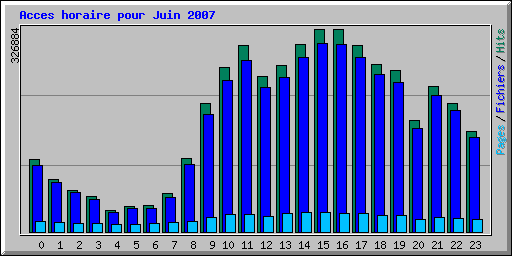 Acces horaire pour Juin 2007
326884
Pages / Fichiers / Hits
0 1 2 3 4 5 6 7 8 9 10 11 12 13 14 15 16 17 18 19 20 21 22 23